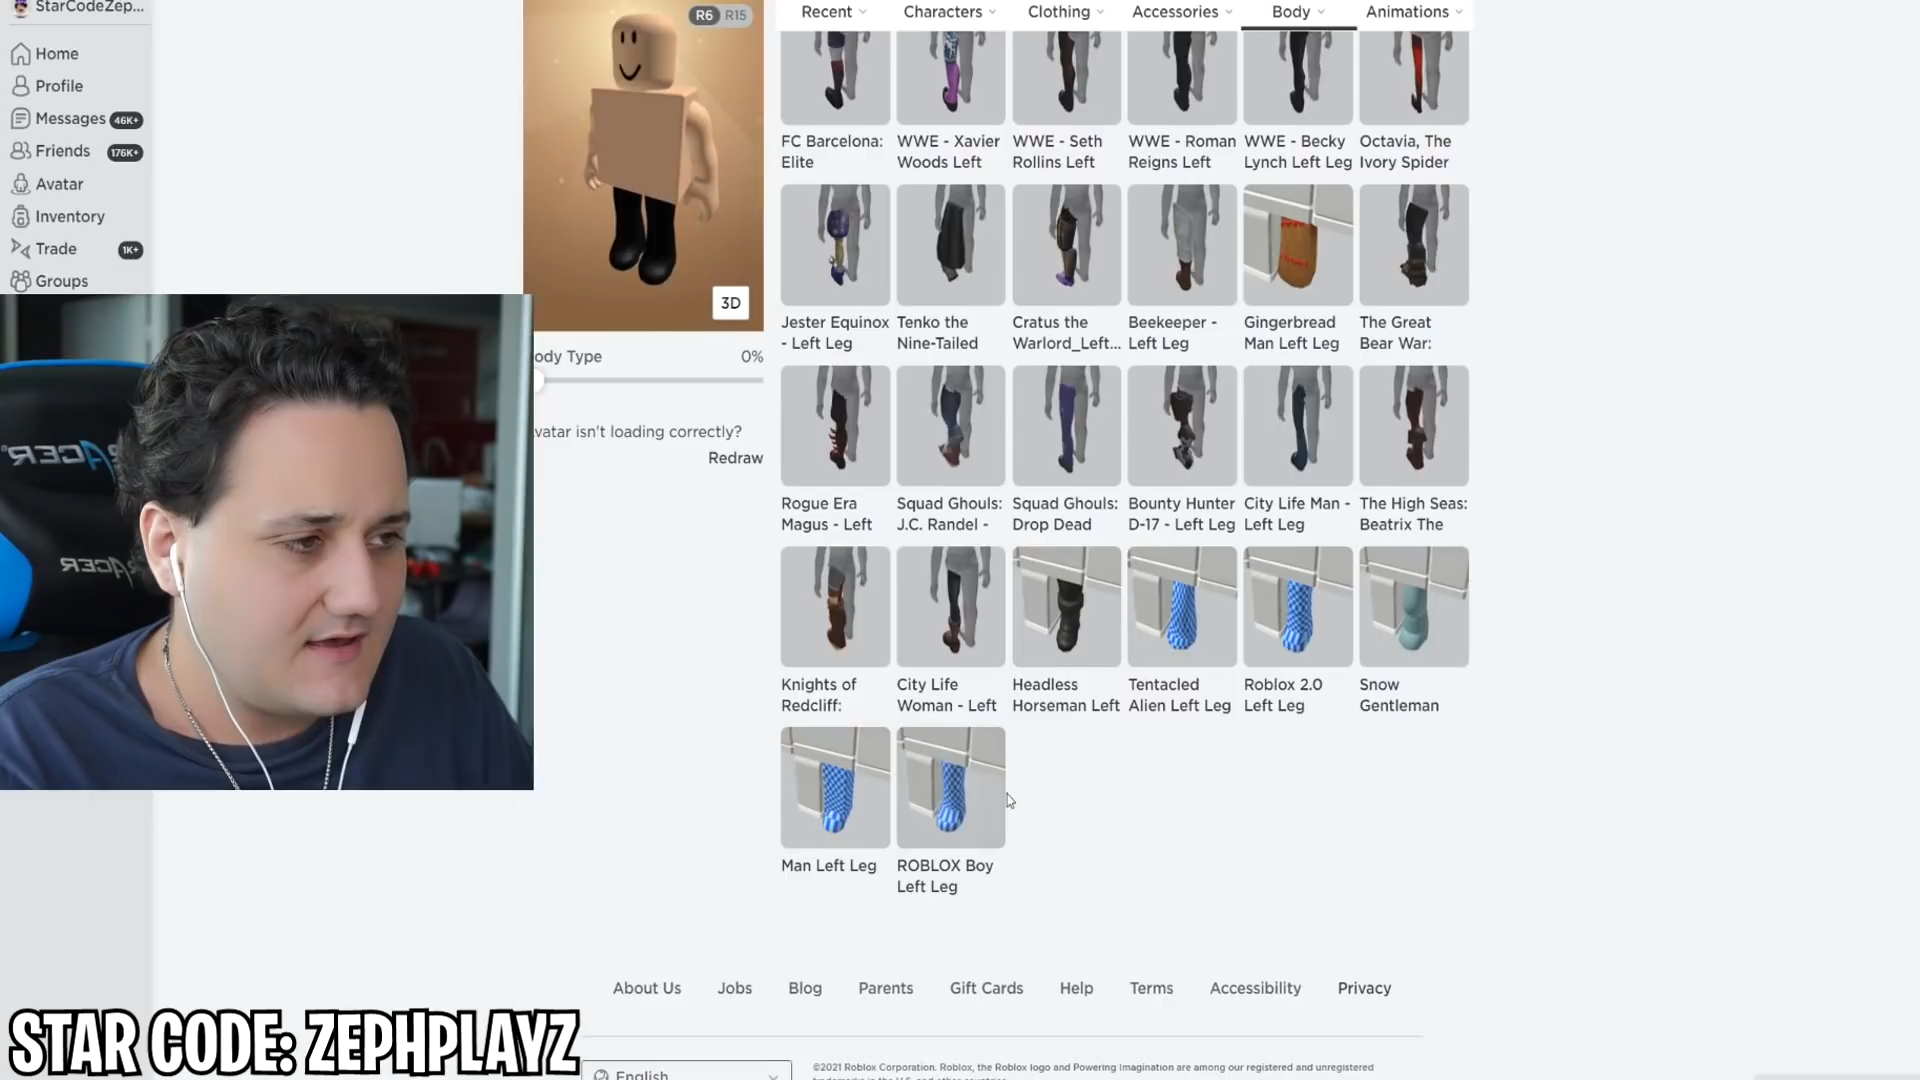 StarCodeZep...
R6 R15
Recent
Characters
Clothing
Accessories
Body
Animations
Home
Profile
Messages 46K+
Friends 176K+
Avatar
Inventory
Trade 1K+
Groups
3D
ody Type 0%
vatar isn't loading correctly?
Redraw
FC Barcelona:
Elite
WWE - Xavier
Woods Left
WWE - Seth
Rollins Left
WWE - Roman
Reigns Left
WWE - Becky
Lynch Left Leg
Octavia, The
Ivory Spider
Jester Equinox
- Left Leg
Tenko the
Nine-Tailed
Cratus the
Warlord_Left...
Beekeeper -
Left Leg
Gingerbread
Man Left Leg
The Great
Bear War:
Rogue Era
Magus - Left
Squad Ghouls:
J.C. Randel -
Squad Ghouls:
Drop Dead
Bounty Hunter
D-17 - Left Leg
City Life Man -
Left Leg
The High Seas:
Beatrix The
Knights of
Redcliff:
City Life
Woman - Left
Headless
Horseman Left
Tentacled
Alien Left Leg
Roblox 2.0
Left Leg
Snow
Gentleman
Man Left Leg
ROBLOX Boy
Left Leg
About Us
Jobs
Blog
Parents
Gift Cards
Help
Terms
Accessibility
Privacy
STAR CODE: ZEPHPLAYZ
English
©2021 Roblox Corporation. Roblox, the Roblox logo and Powering Imagination are among our registered and unregistered